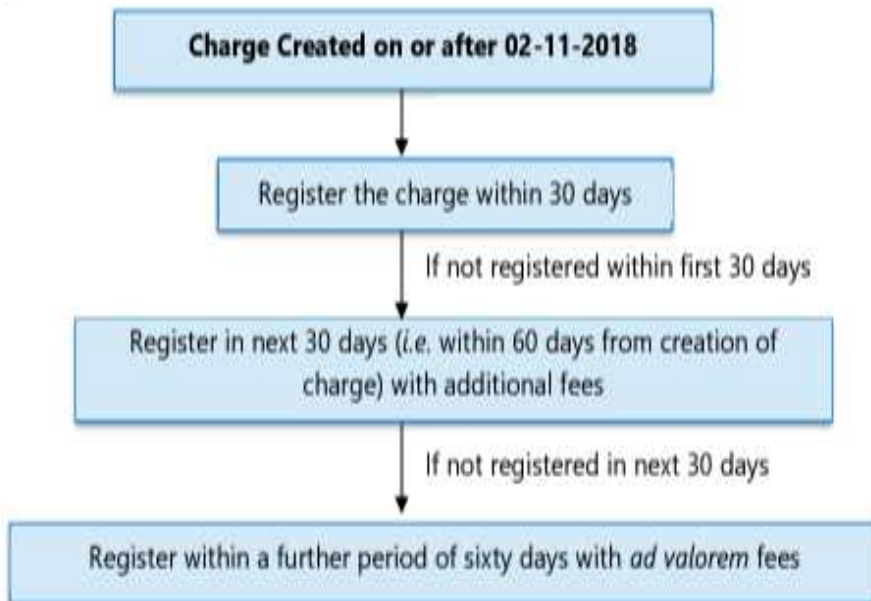 Charge Created on or after 02-11-2018
Register the charge within 30 days
If not registered within first 30 days
Register in next 30 days (i.e. within 60 days from creation of
charge) with additional fees
If not registered in next 30 days
Register within a further period of sixty days with ad valorem fees